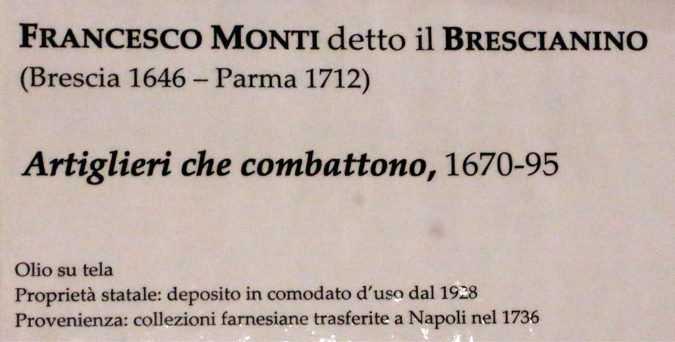 FRANCESCO MONTI detto il BRESCIANINO
(Brescia 1646 – Parma 1712)
Artiglieri che combattono, 1670-95
Olio su tela
Proprietà statale: deposito in comodato d'uso dal 1928
Provenienza: collezioni farnesiane trasferite a Napoli nel 1736